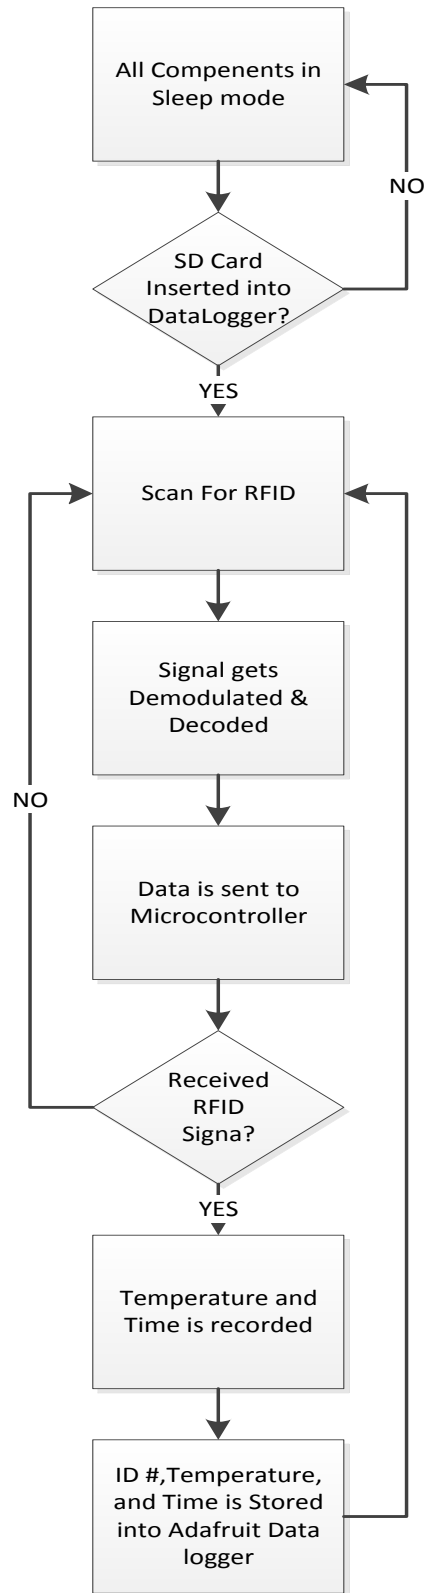 All Compenents in
Sleep mode
NO
SD Card
Inserted into
DataLogger?
YES
Scan For RFID
Signal gets
Demodulated &
Decoded
NO
Data is sent to
Microcontroller
Received
RFID
Signa?
YES
Temperature and
Time is recorded
ID #,Temperature,
and Time is Stored
into Adafruit Data
logger